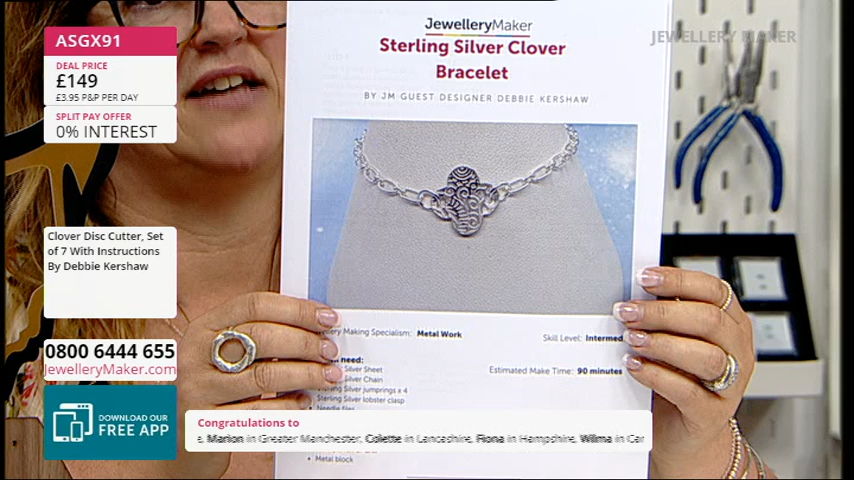 ASGX91
DEAL PRICE
£149
£3.95 P&P PER DAY
SPLIT PAY OFFER
0% INTEREST
Clover Disc Cutter, Set
of 7 With Instructions
By Debbie Kershaw
0800 6444 655
JewelleryMaker.com
DOWNLOAD OUR
FREE APP
JewelleryMaker
Sterling Silver Clover
Bracelet
BY JM GUEST DESIGNER DEBBIE KERSHAW
Making Specialism: Metal Work
Skill Level: Intermed
need:
Silver Sheet
Silver Chain
Silver jumprings x 4
Sterling Silver lobster clasp
Needle files
Estimated Make Time: 90 minutes
Congratulations to
Marion in Greater Manchester, Colette in Lancashire, Fiona in Hampshire, Wilma in
• Metal block
JEWELLERY MAKER